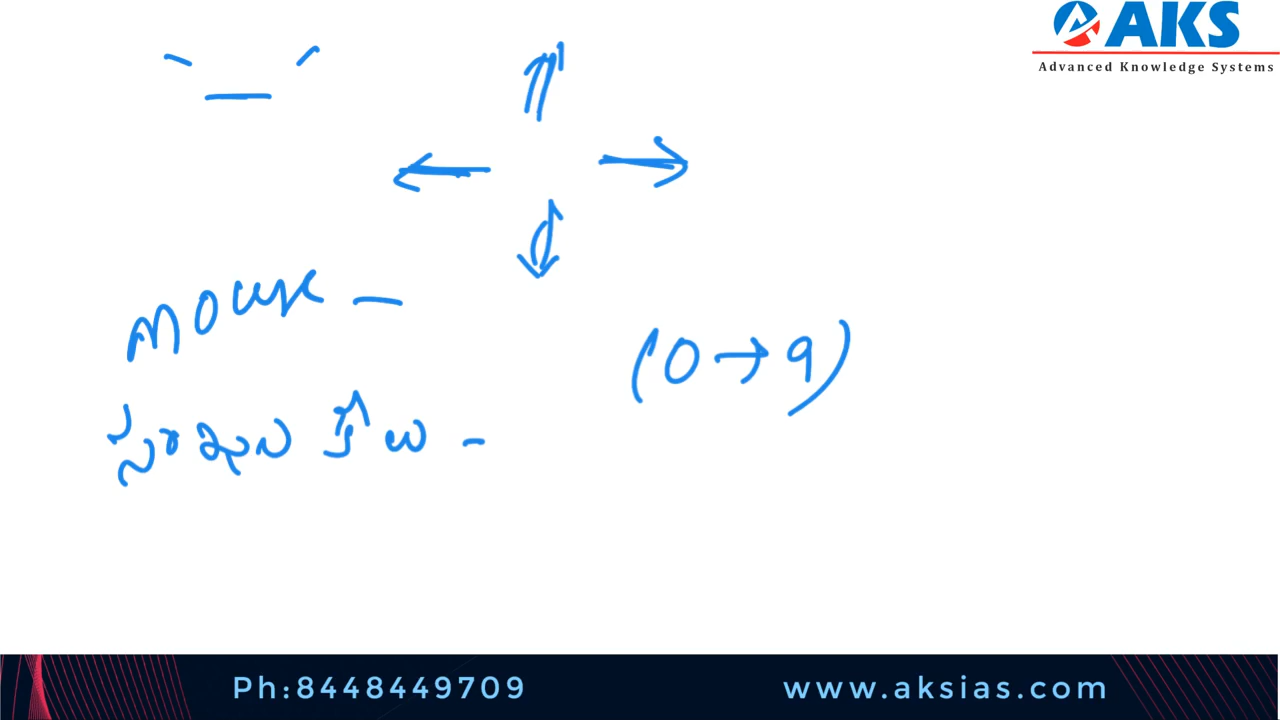 AKS
Advanced Knowledge Systems
mouse -
(0 → 9)
Ph:8448449709
www.aksias.com